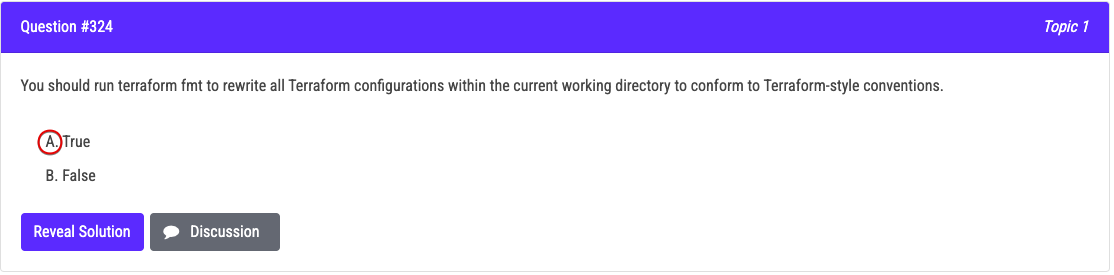 Question #324
Topic 1
You should run terraform fmt to rewrite all Terraform configurations within the current working directory to conform to Terraform-style conventions.
A. True
B. False
Reveal Solution
Discussion